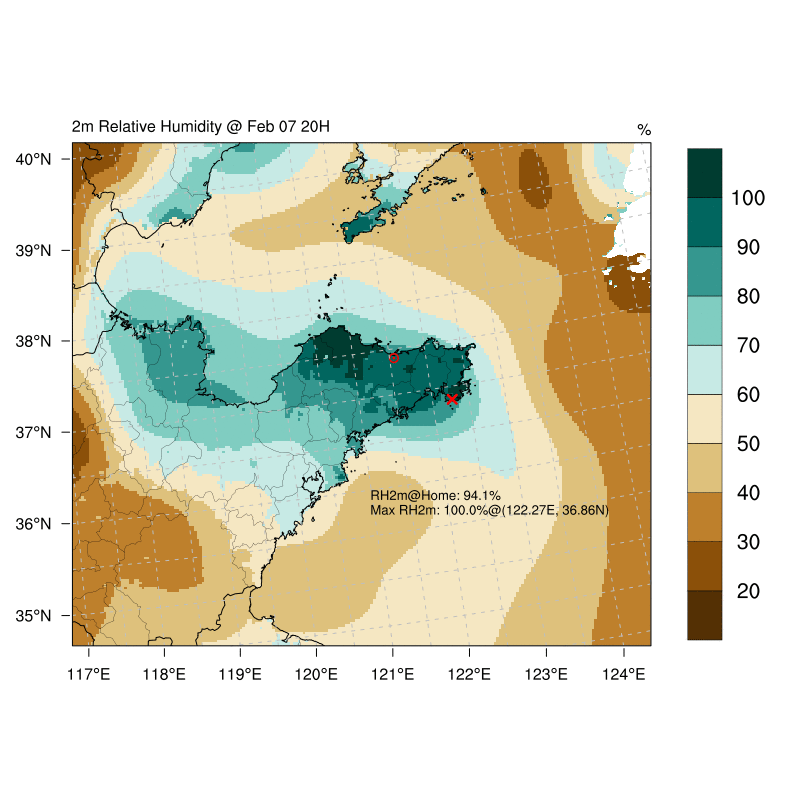 2m Relative Humidity @ Feb 07 20H
%
40°N
39°N
38°N
37°N
36°N
35°N
117°E 118°E 119°E 120°E 121°E 122°E 123°E 124°E
RH2m@Home: 94.1%
Max RH2m: 100.0%@(122.27E, 36.86N)
100
90
80
70
60
50
40
30
20